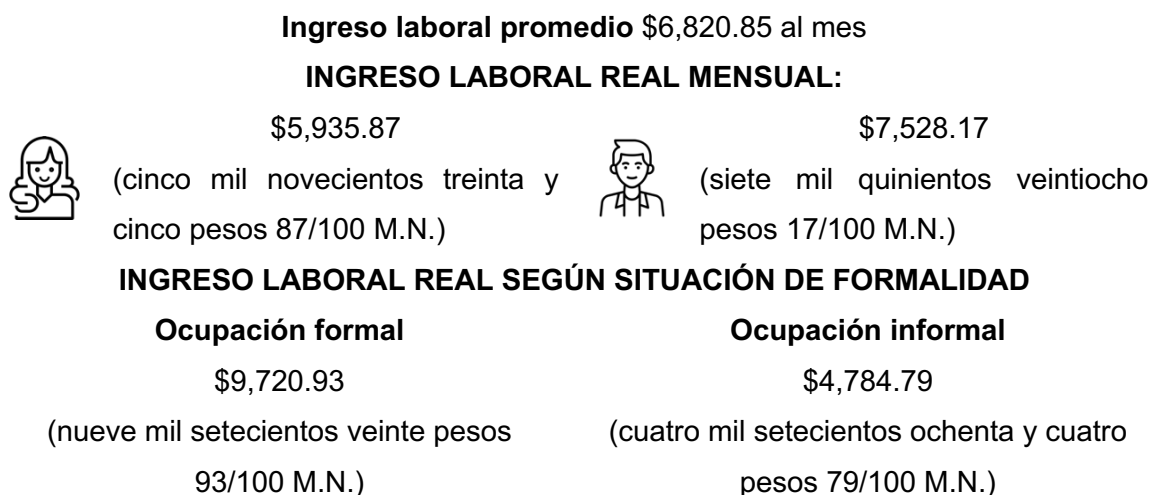 Ingreso laboral promedio $6,820.85 al mes
INGRESO LABORAL REAL MENSUAL:
$5,935.87
(cinco mil novecientos treinta y
cinco pesos 87/100 M.N.)
$7,528.17
(siete mil quinientos veintiocho
pesos 17/100 M.N.)
INGRESO LABORAL REAL SEGÚN SITUACIÓN DE FORMALIDAD
Ocupación formal
$9,720.93
(nueve mil setecientos veinte pesos
93/100 M.N.)
Ocupación informal
$4,784.79
(cuatro mil setecientos ochenta y cuatro
pesos 79/100 M.N.)